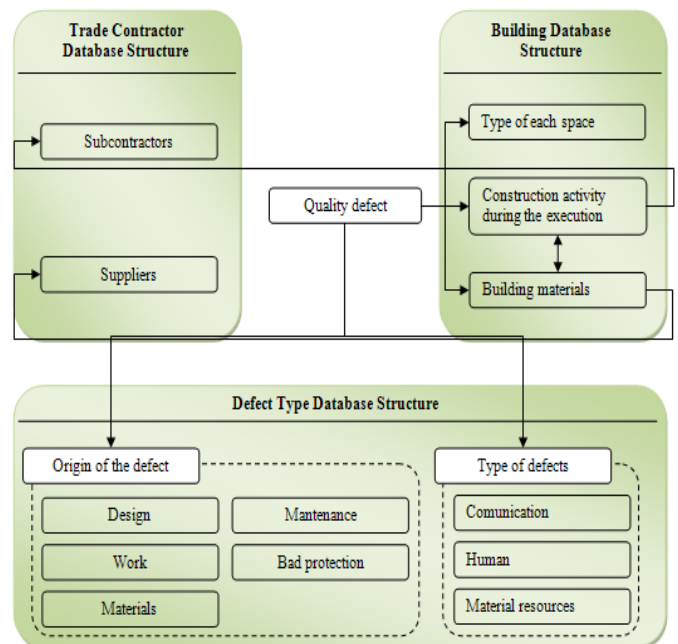 Trade Contractor
Database Structure
Subcontractors
Suppliers
Quality defect
Building Database
Structure
Type of each space
Construction activity
during the execution
Building materials
Defect Type Database Structure
Origin of the defect
Design
Mantenance
Work
Bad protection
Materials
Type of defects
Comunication
Human
Material resources